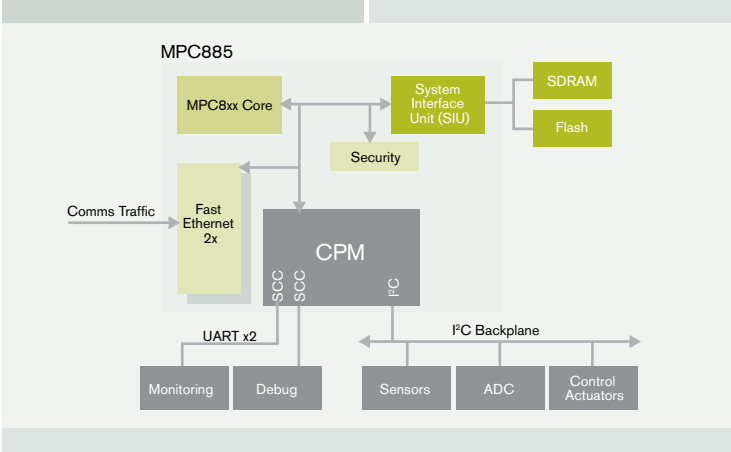 MPC885
MPC8xx Core
System
Interface
Unit (SIU)
SDRAM
Flash
Security
Comms Traffic
Fast
Ethernet
2x
CPM
SCC
SCC
I²C
UART x2
I²C Backplane
Monitoring
Debug
Sensors
ADC
Control
Actuators